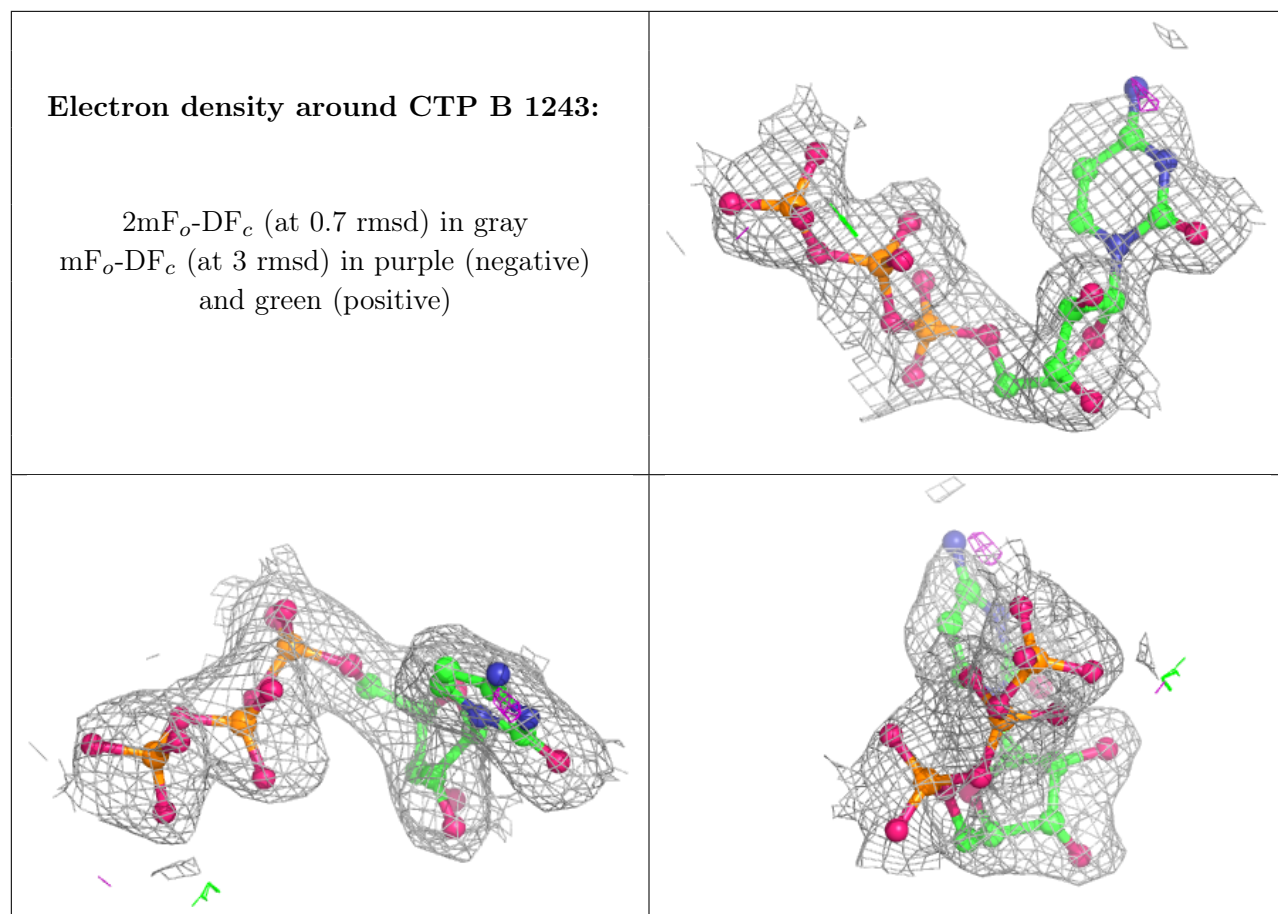 Electron density around CTP B 1243:
2mFo-DFc (at 0.7 rmsd) in gray
mFo-DFc (at 3 rmsd) in purple (negative)
and green (positive)